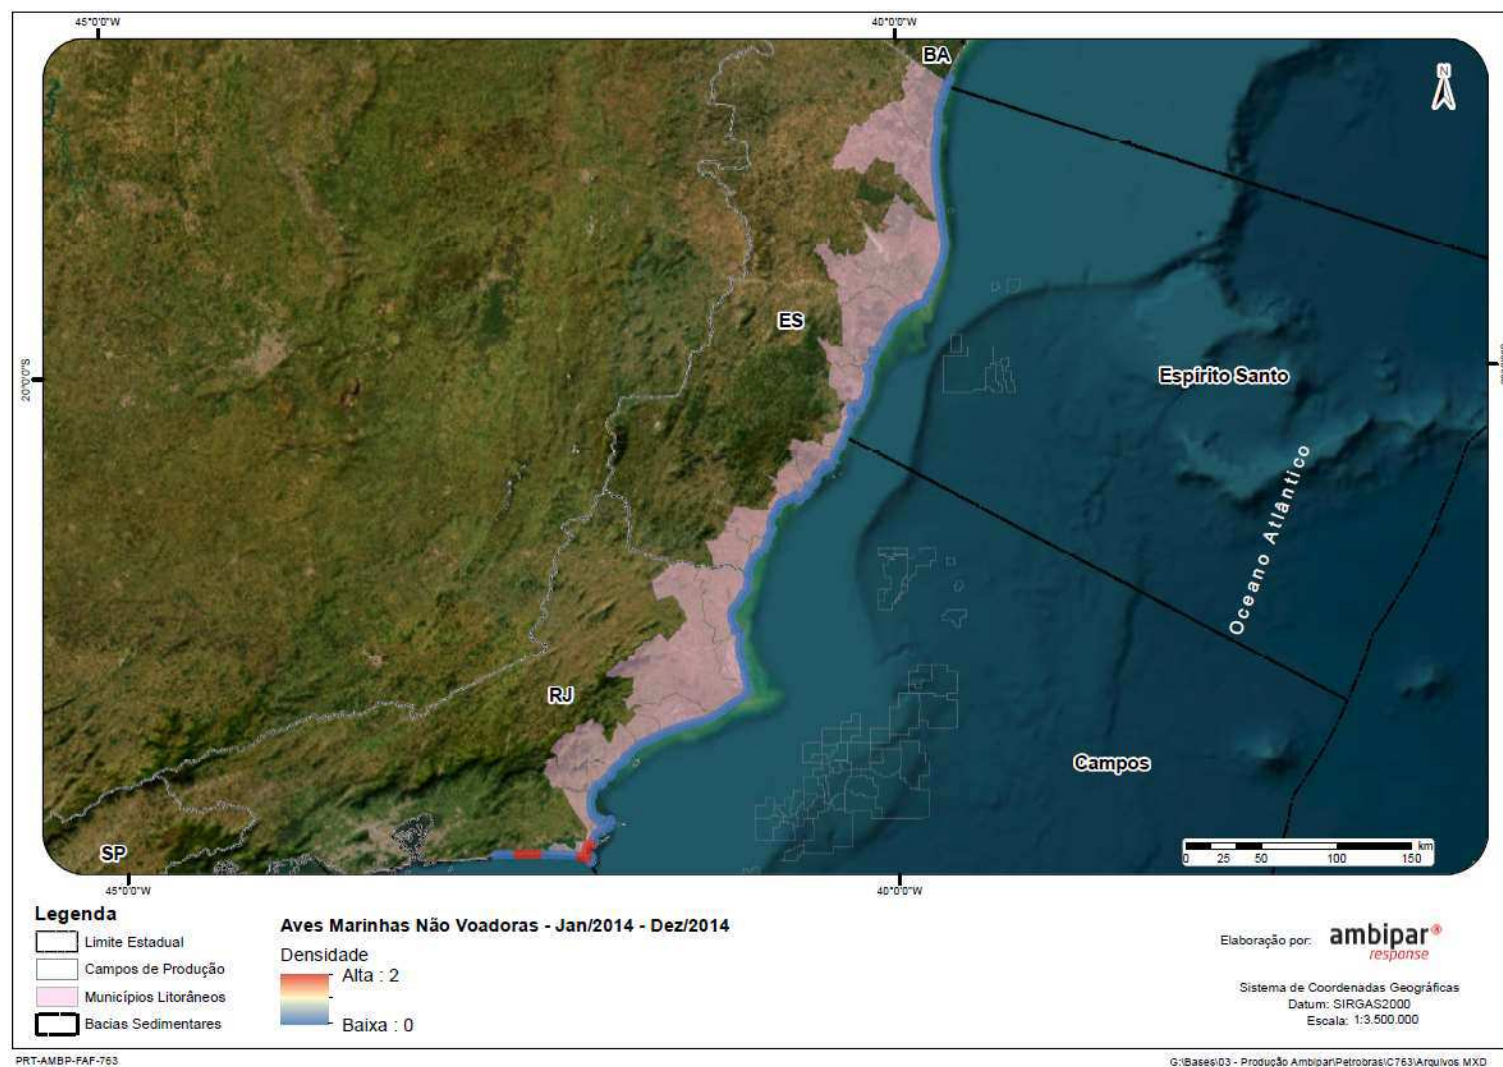 45°0'0"W
40°0'0"W
BA
N
ES
20°0'0"S
Espírito Santo
Oceano Atlântico
RJ
Campos
SP
km
0 25 50 100 150
45°0'0"W
40°0'0"W
Legenda
Limite Estadual
Campos de Produção
Municípios Litorâneos
Bacias Sedimentares
Aves Marinhas Não Voadoras - Jan/2014 - Dez/2014
Densidade
Alta : 2
Baixa : 0
Elaboração por:
ambipar®
response
Sistema de Coordenadas Geográficas
Datum: SIRGAS2000
Escala: 1:3.500.000
PRT-AMBP-FAF-763
G:\Bases\03 - Produção Ambipar\Petrobras\C763\Arquivos MXD